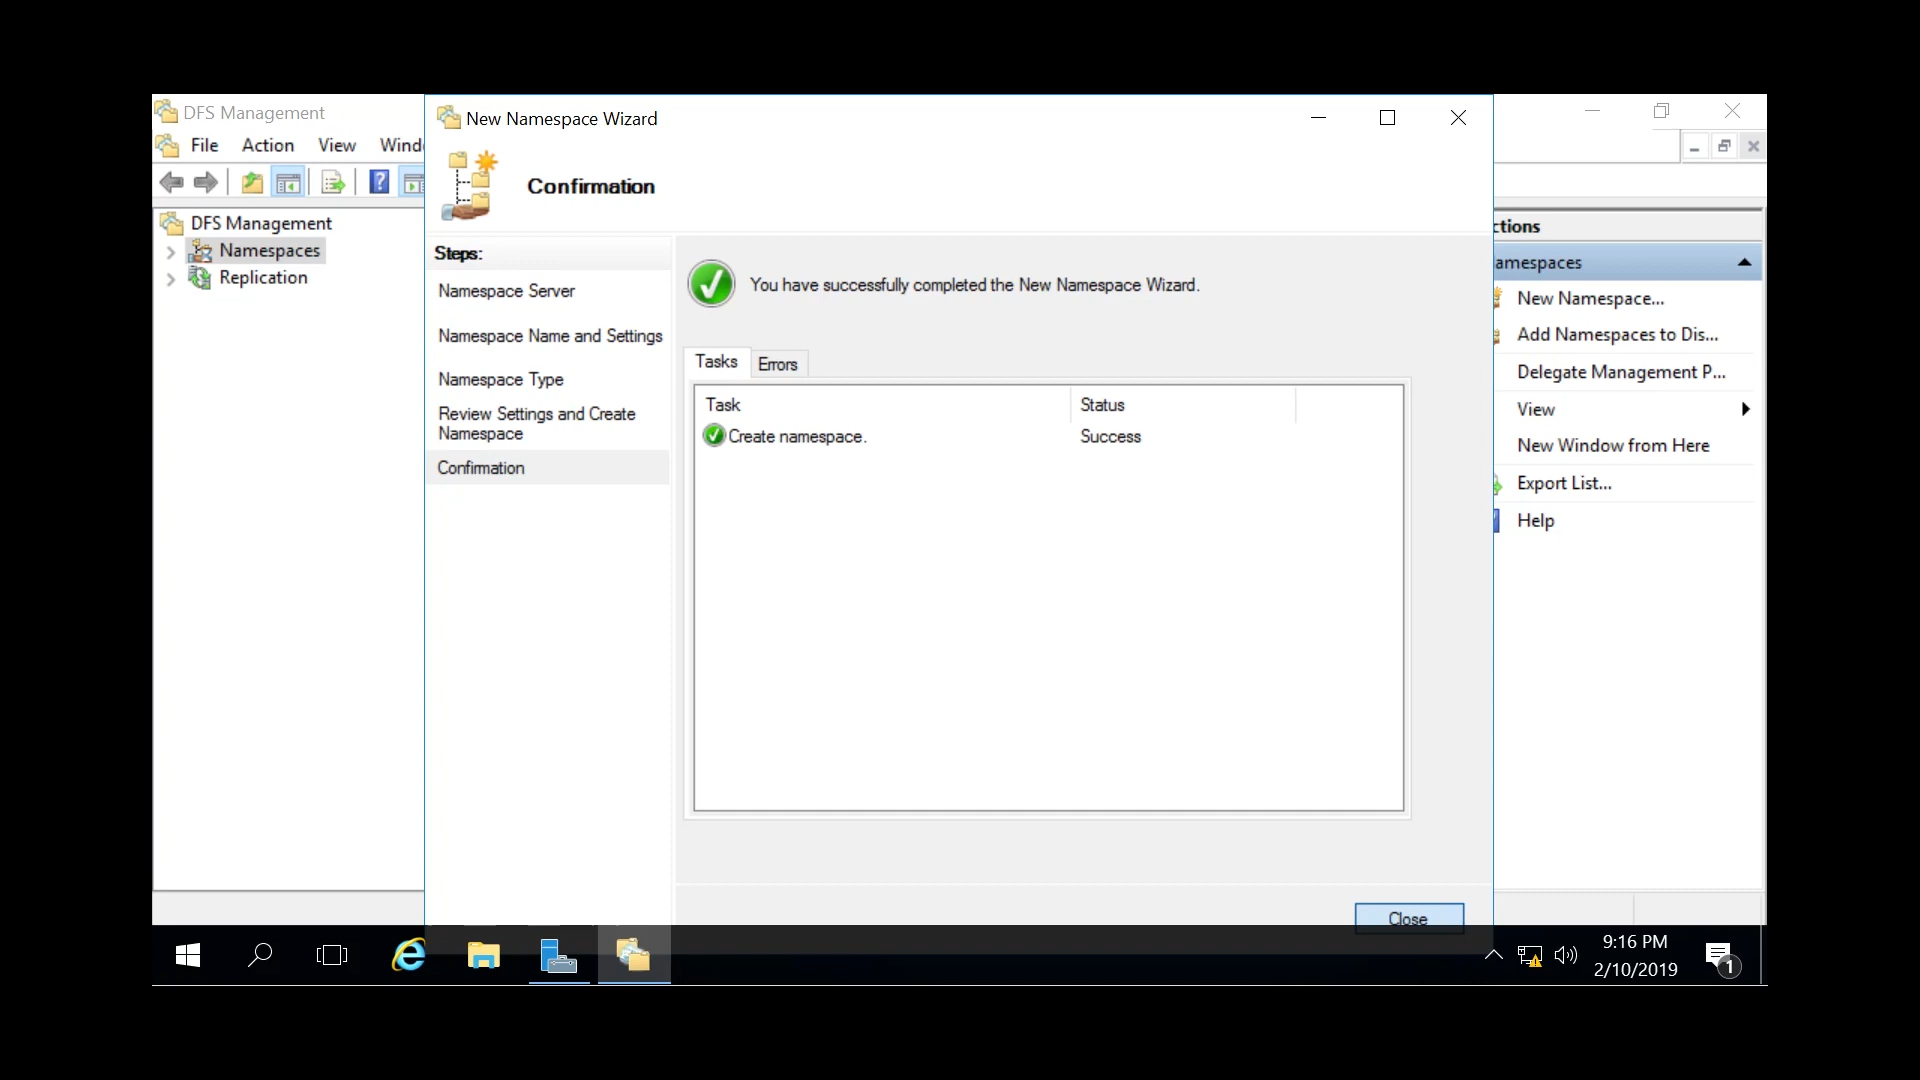 DFS Management
File Action View
New Namespace Wizard
Confirmation
DFS Management
Namespaces
Replication
Steps:
Namespace Server
Namespace Name and Settings
Namespace Type
Review Settings and Create
Namespace
Confirmation
You have successfully completed the New Namespace Wizard.
Tasks Errors
Task Status
Create namespace. Success
Close
ctions
amespaces
New Namespace...
Add Namespaces to Dis...
Delegate Management P...
View
New Window from Here
Export List...
Help
9:16 PM
2/10/2019
1